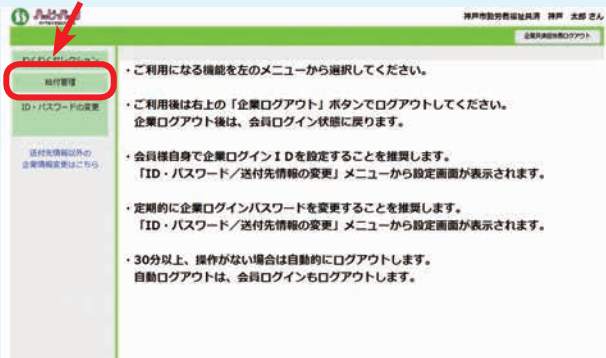 神戸市勤労者福祉共済 神戸 太郎 さん
わくわくセレクション
給付管理
ID・パスワードの変更
送付先情報以外の
企業情報変更はこちら
・ご利用になる機能を左のメニューから選択してください。
・ご利用後は右上の「企業ログアウト」ボタンでログアウトしてください。
企業ログアウト後は、会員ログイン状態に戻ります。
・会員様自身で企業ログインIDを設定することを推奨します。
「ID・パスワード/送付先情報の変更」メニューから設定画面が表示されます。
・定期的に企業ログインパスワードを変更することを推奨します。
「ID・パスワード/送付先情報の変更」メニューから設定画面が表示されます。
・30分以上、操作がない場合は自動的にログアウトします。
自動ログアウトは、会員ログインもログアウトします。